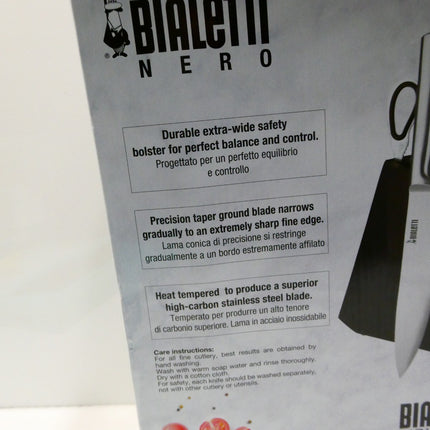 BIALETTI
NERO
Durable extra-wide safety
bolster for perfect balance and control.
Progettato per un perfetto equilibrio
e controllo
Precision taper ground blade narrows
gradually to an extremely sharp fine edge.
Lama conica di precisione si restringe
gradualmente a un bordo estremamente affilato
Heat tempered to produce a superior
high-carbon stainless steel blade.
Temperato per produrre un alto tenore
di carbonio superiore. Lama in acciaio inossidabile
Care instructions:
For all fine cutlery, best results are obtained by
hand washing.
Wash with warm soap water and rinse thoroughly.
Dry with a cotton cloth.
For safety, each knife should be washed separately,
not with other cutlery or utensils.
BIALETTI
BIA